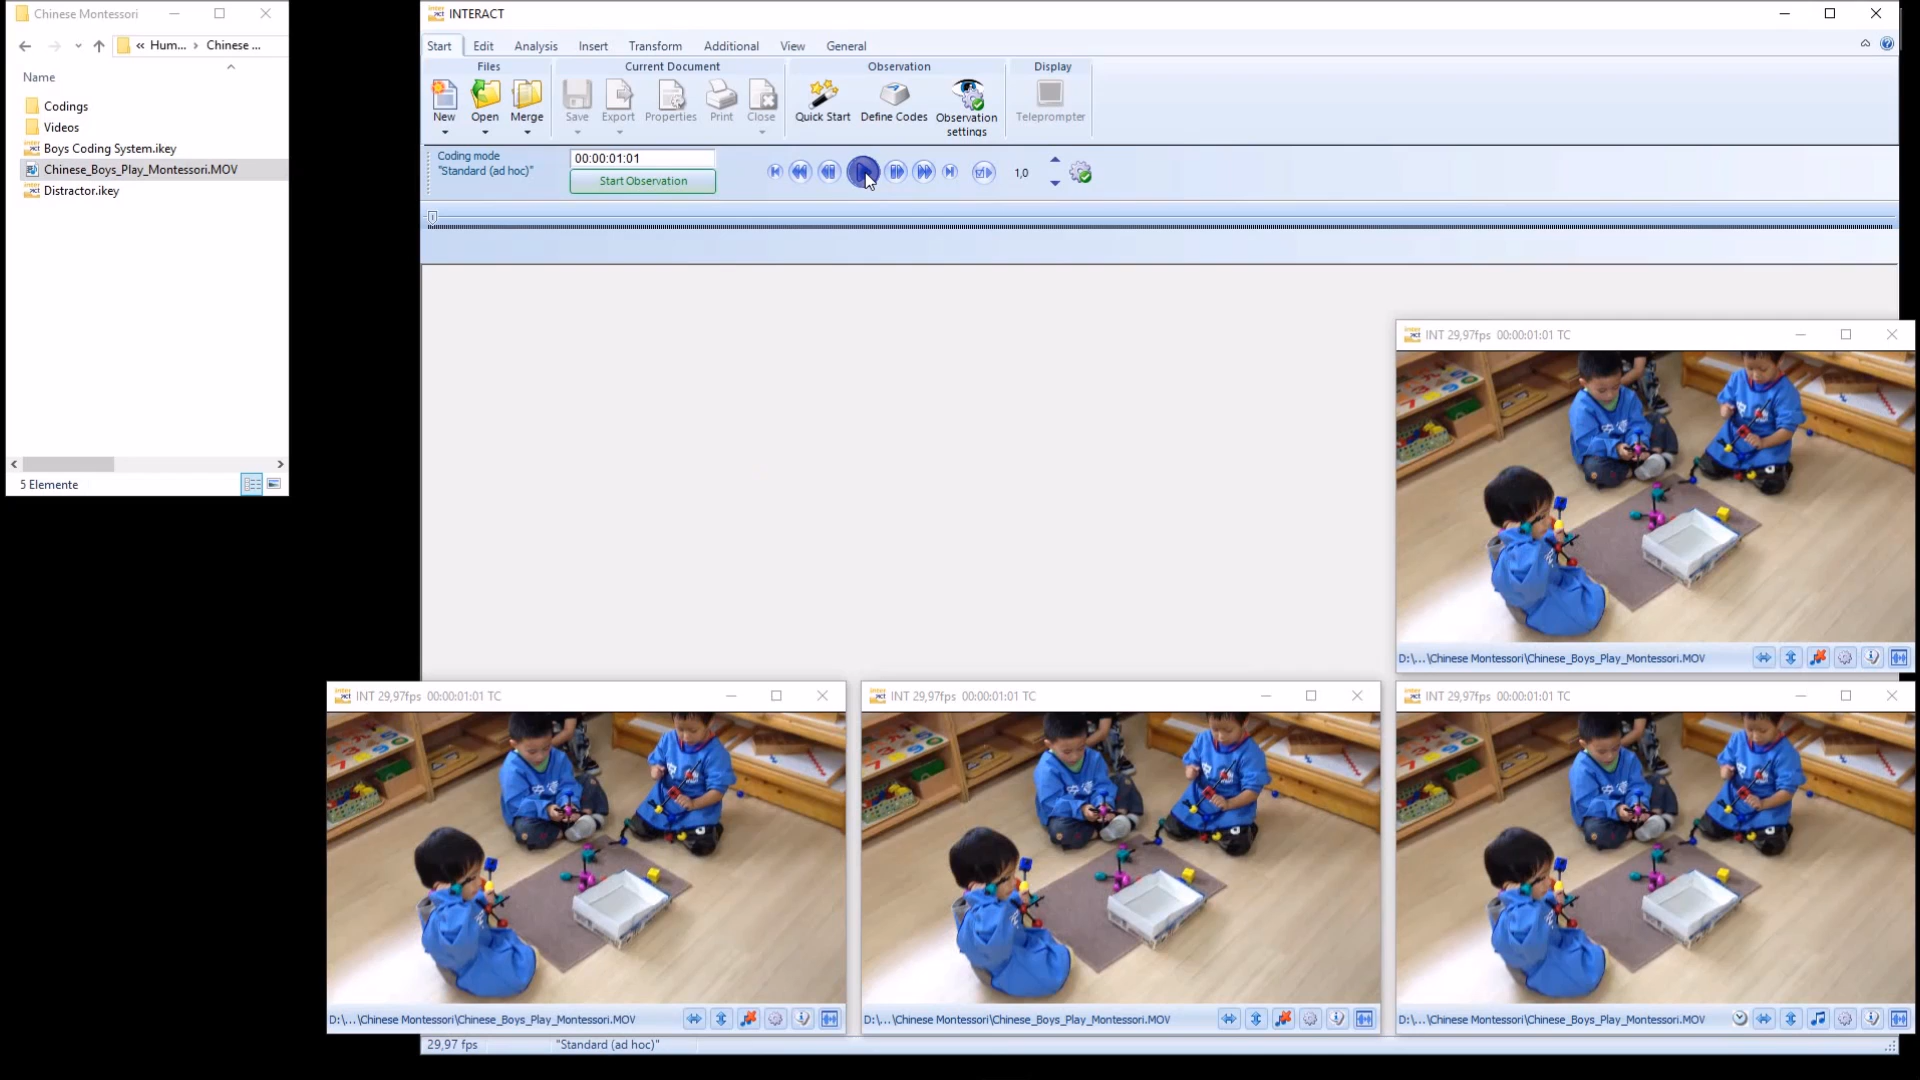 Chinese Montessori
« Hum... › Chinese ...
Name
Codings
Videos
Boys Coding System.ikey
Chinese_Boys_Play_Montessori.MOV
Distractor.ikey
5 Elemente
INTERACT
Start Edit Analysis Insert Transform Additional View General
Files Current Document Observation Display
New Open Merge Save Export Properties Print Close Quick Start Define Codes Observation settings Teleprompter
Coding mode
"Standard (ad hoc)"
00:00:01:01
Start Observation
1,0
INT 29,97fps 00:00:01:01 TC
D:\...\Chinese Montessori\Chinese_Boys_Play_Montessori.MOV
INT 29,97fps 00:00:01:01 TC
D:\...\Chinese Montessori\Chinese_Boys_Play_Montessori.MOV
INT 29,97fps 00:00:01:01 TC
D:\...\Chinese Montessori\Chinese_Boys_Play_Montessori.MOV
INT 29,97fps 00:00:01:01 TC
D:\...\Chinese Montessori\Chinese_Boys_Play_Montessori.MOV
29,97 fps "Standard (ad hoc)"